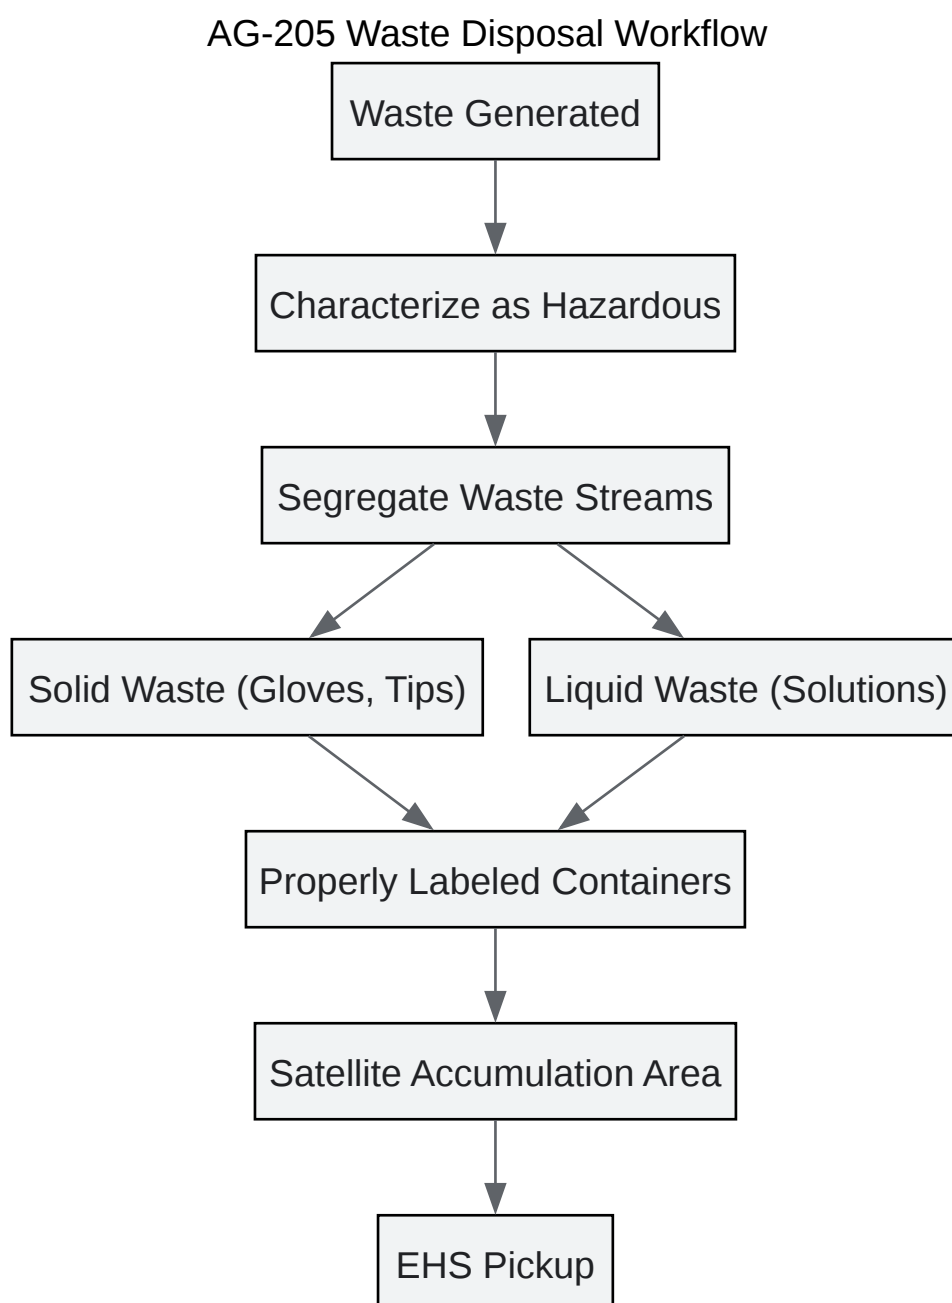 AG-205 Waste Disposal Workflow
Waste Generated
Characterize as Hazardous
Segregate Waste Streams
Solid Waste (Gloves, Tips)
Liquid Waste (Solutions)
Properly Labeled Containers
Satellite Accumulation Area
EHS Pickup